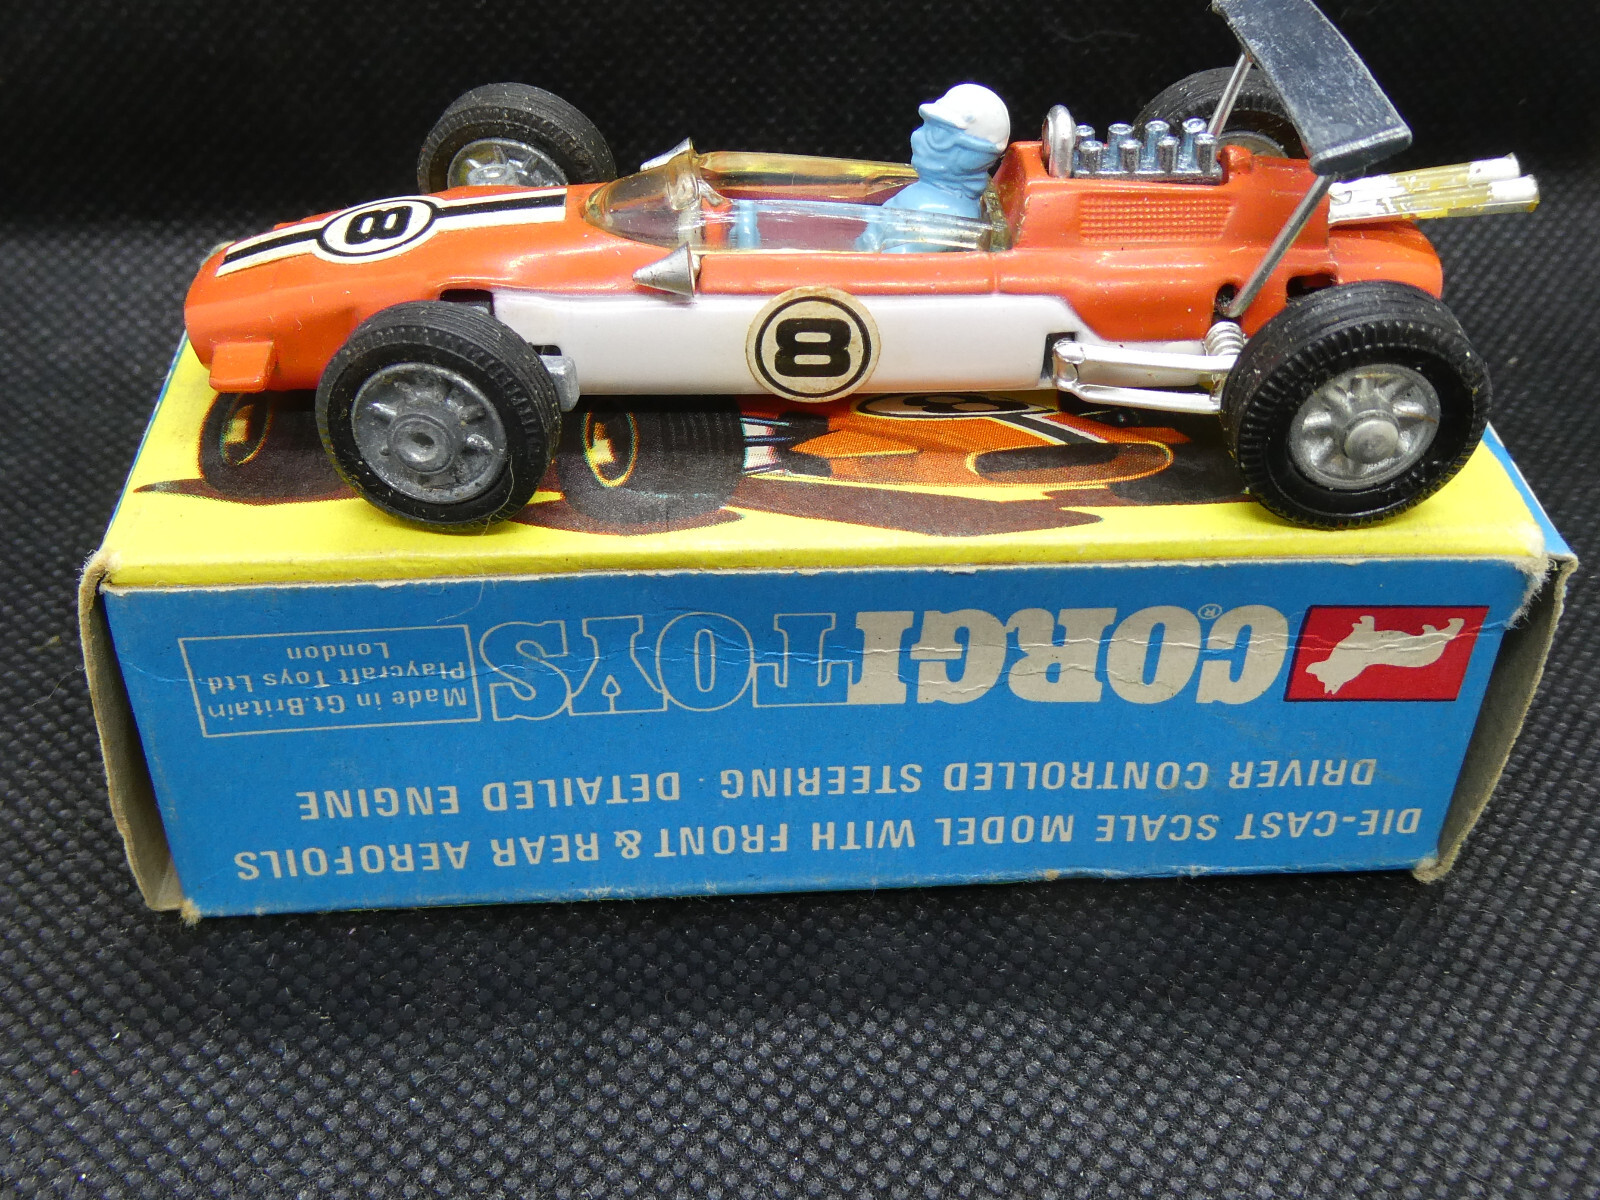 8
8
8
CORGI® TOYS
Made in Gt.Britain
Playcraft Toys Ltd.
London
DIE-CAST SCALE MODEL WITH FRONT & REAR AEROFOILS
DRIVER CONTROLLED STEERING · DETAILED ENGINE